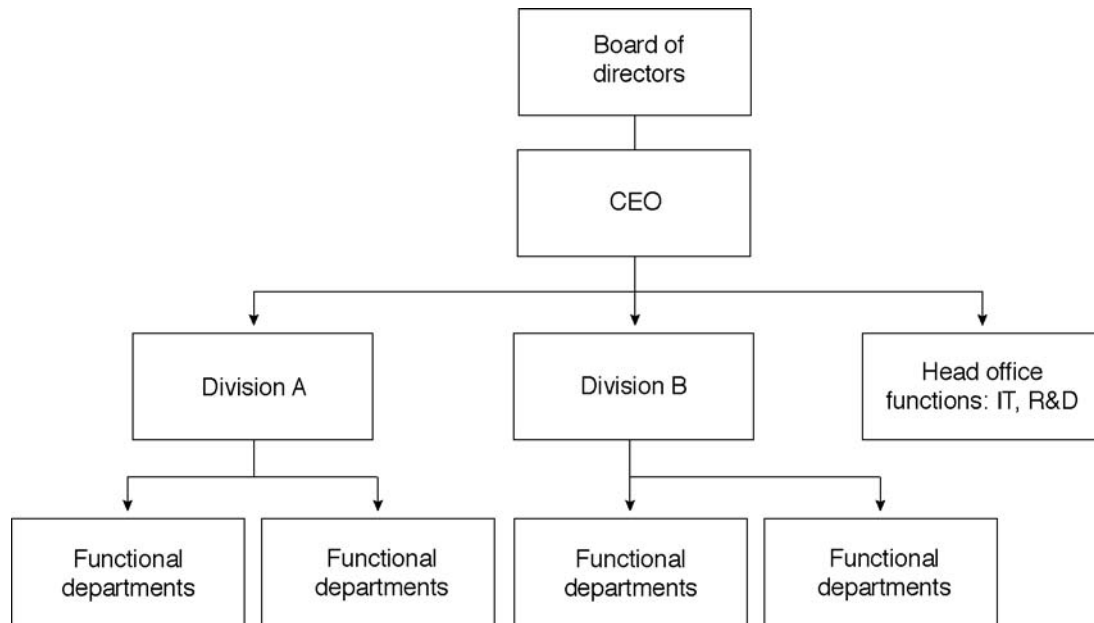 Board of
directors
CEO
Division A
Division B
Head office
functions: IT, R&D
Functional
departments
Functional
departments
Functional
departments
Functional
departments